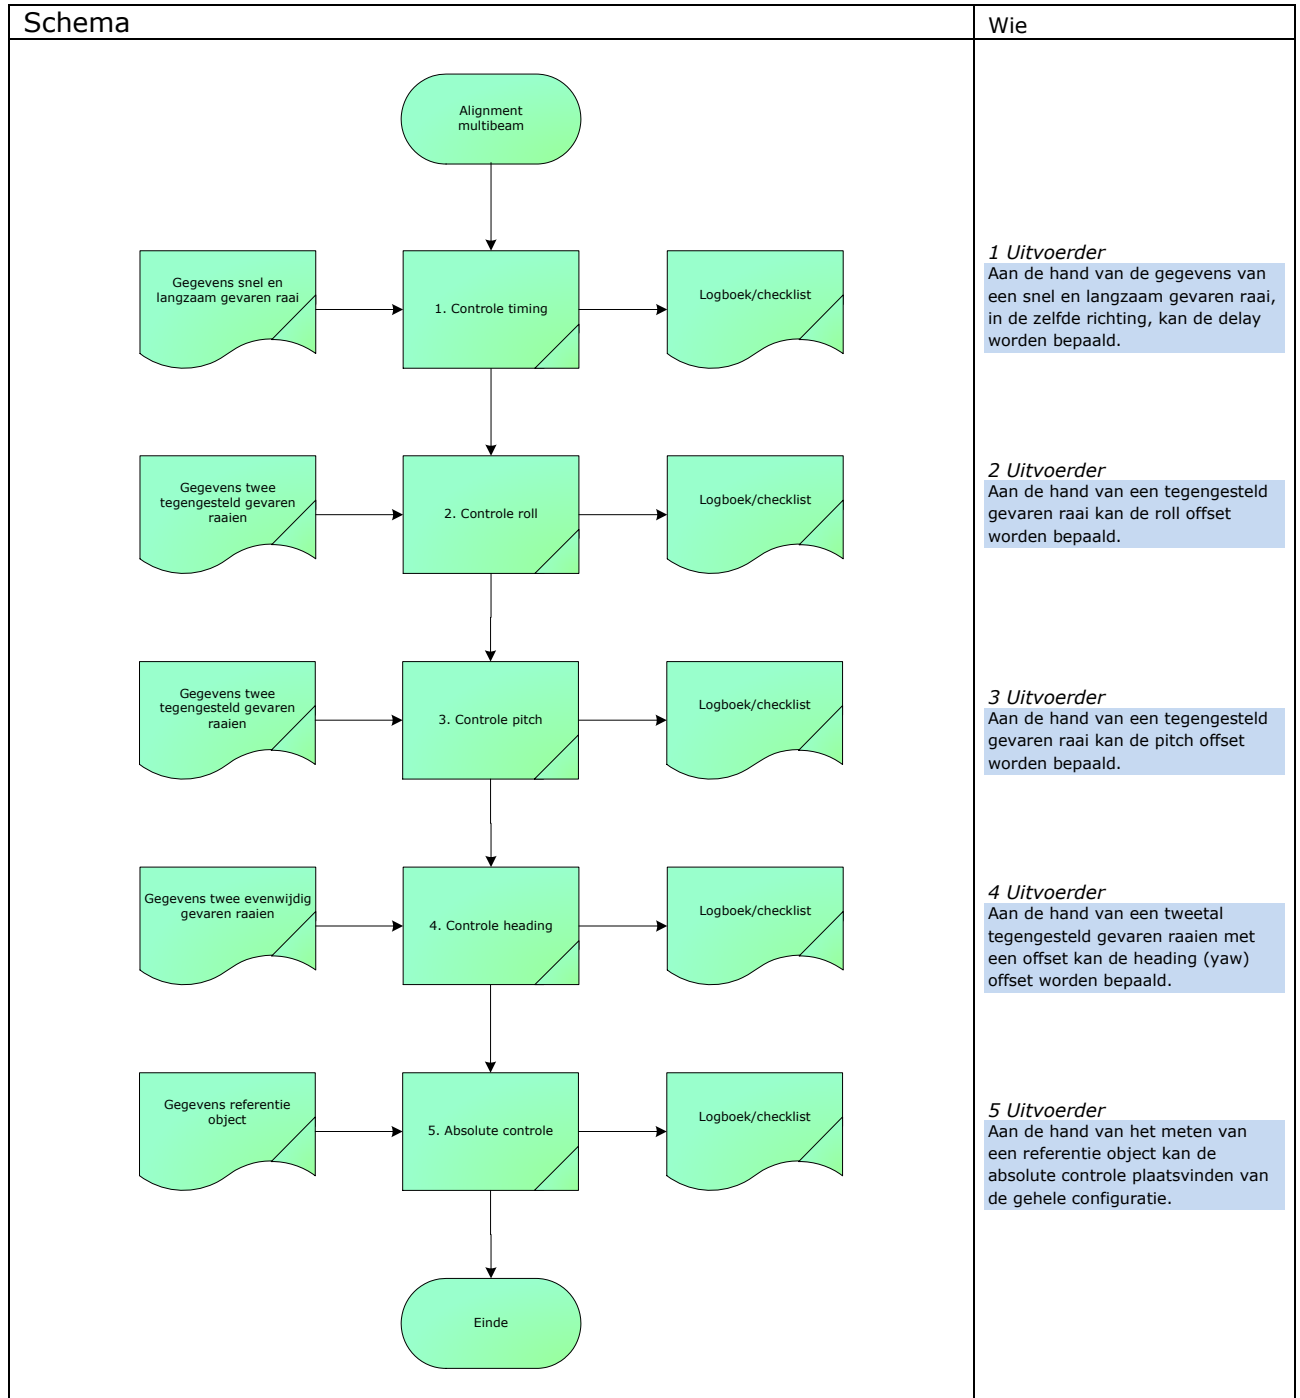 Schema
Wie
Alignment
multibeam
Gegevens snel en
langzaam gevaren raai
1. Controle timing
Logboek/checklist
1 Uitvoerder
Aan de hand van de gegevens van
een snel en langzaam gevaren raai,
in de zelfde richting, kan de delay
worden bepaald.
Gegevens twee
tegengesteld gevaren
raaien
2. Controle roll
Logboek/checklist
2 Uitvoerder
Aan de hand van een tegengesteld
gevaren raai kan de roll offset
worden bepaald.
Gegevens twee
tegengesteld gevaren
raaien
3. Controle pitch
Logboek/checklist
3 Uitvoerder
Aan de hand van een tegengesteld
gevaren raai kan de pitch offset
worden bepaald.
Gegevens twee evenwijdig
gevaren raaien
4. Controle heading
Logboek/checklist
4 Uitvoerder
Aan de hand van een tweetal
tegengesteld gevaren raaien met
een offset kan de heading (yaw)
offset worden bepaald.
Gegevens referentie
object
5. Absolute controle
Logboek/checklist
5 Uitvoerder
Aan de hand van het meten van
een referentie object kan de
absolute controle plaatsvinden van
de gehele configuratie.
Einde